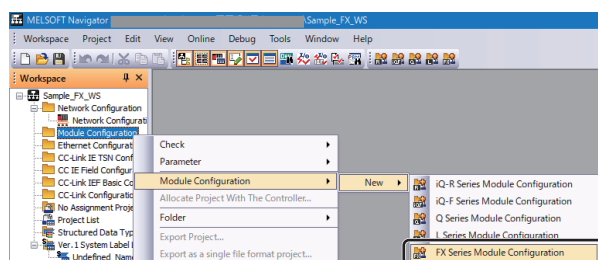 MELSOFT Navigator \Sample_FX_WS
Workspace Project Edit View Online Debug Tools Window Help
Workspace
Sample_FX_WS
Network Configuration
Network Configurati
Module Configuration
Ethernet Configurat
CC-Link IE TSN Conf
CC IE Field Configur
CC-Link IEF Basic Co
CC-Link Configuratio
No Assignment Proje
Project List
Structured Data Typ
Ver.1 System Label
Undefined Name
Check
Parameter
Module Configuration
Allocate Project With The Controller...
Folder
Export Project...
Export as a single file format project...
New
iQ-R Series Module Configuration
iQ-F Series Module Configuration
Q Series Module Configuration
L Series Module Configuration
FX Series Module Configuration